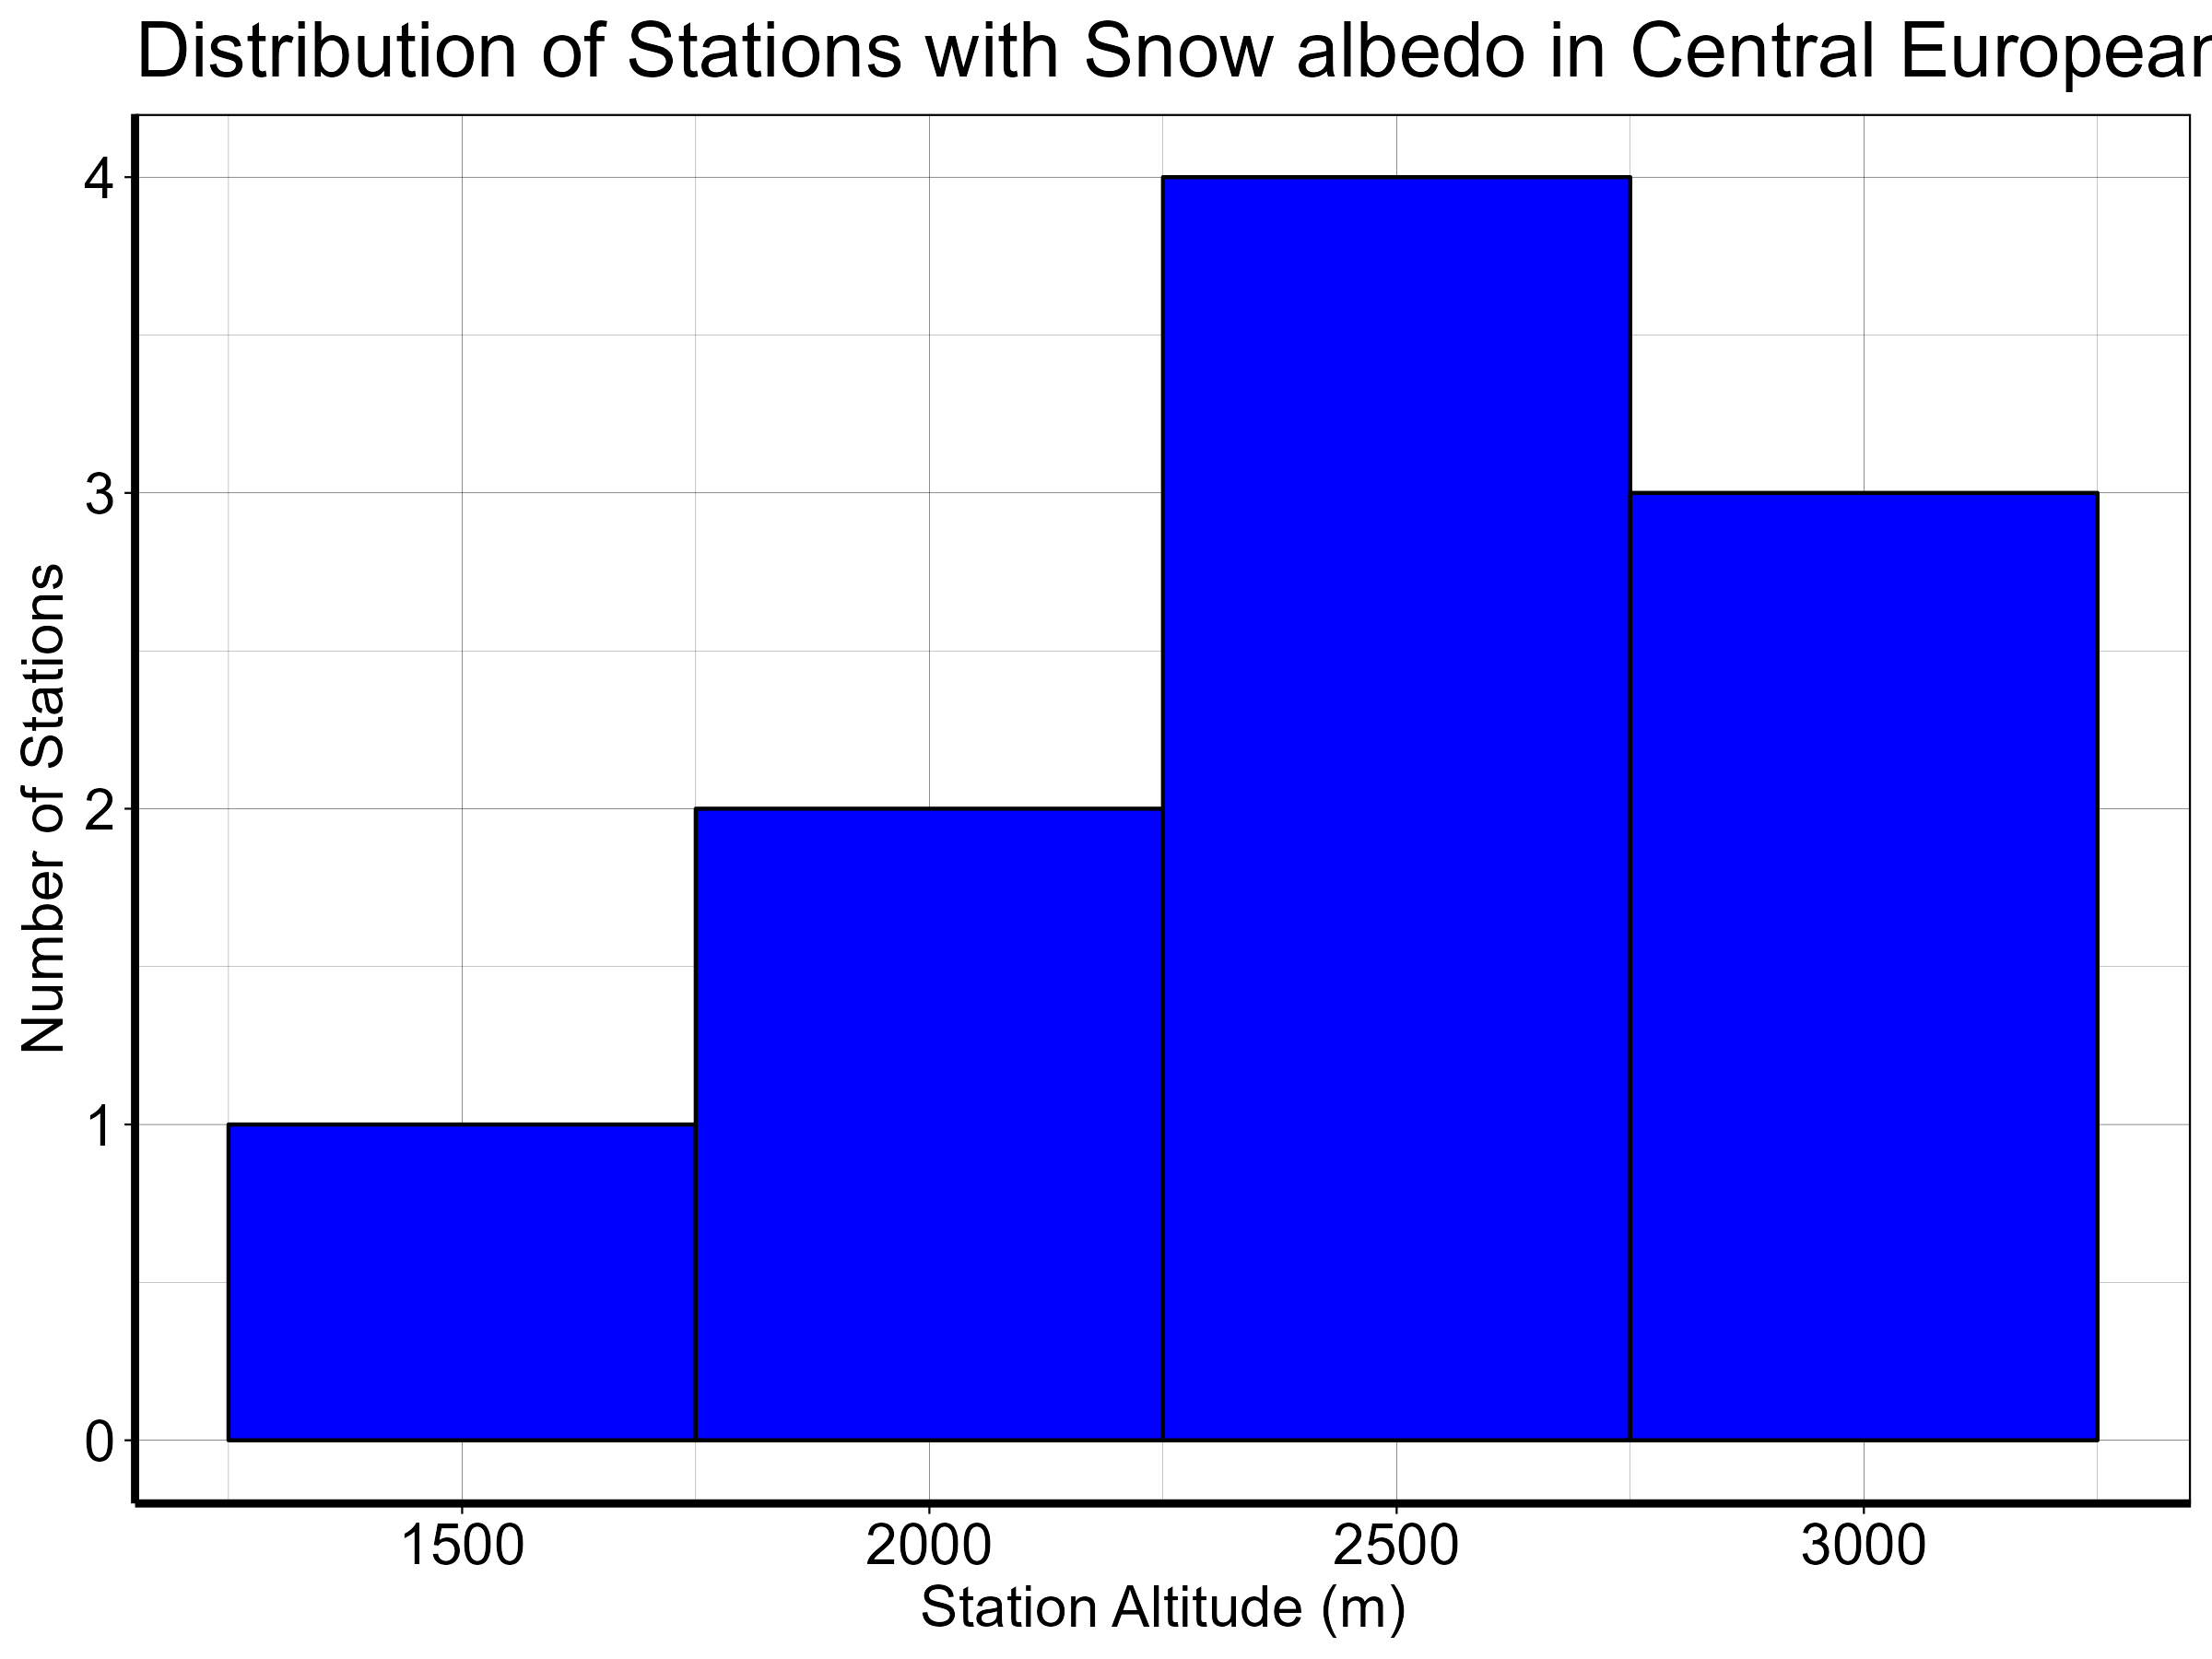 Distribution of Stations with Snow albedo in Central European
4
3
2
1
0
Number of Stations
1500 2000 2500 3000
Station Altitude (m)